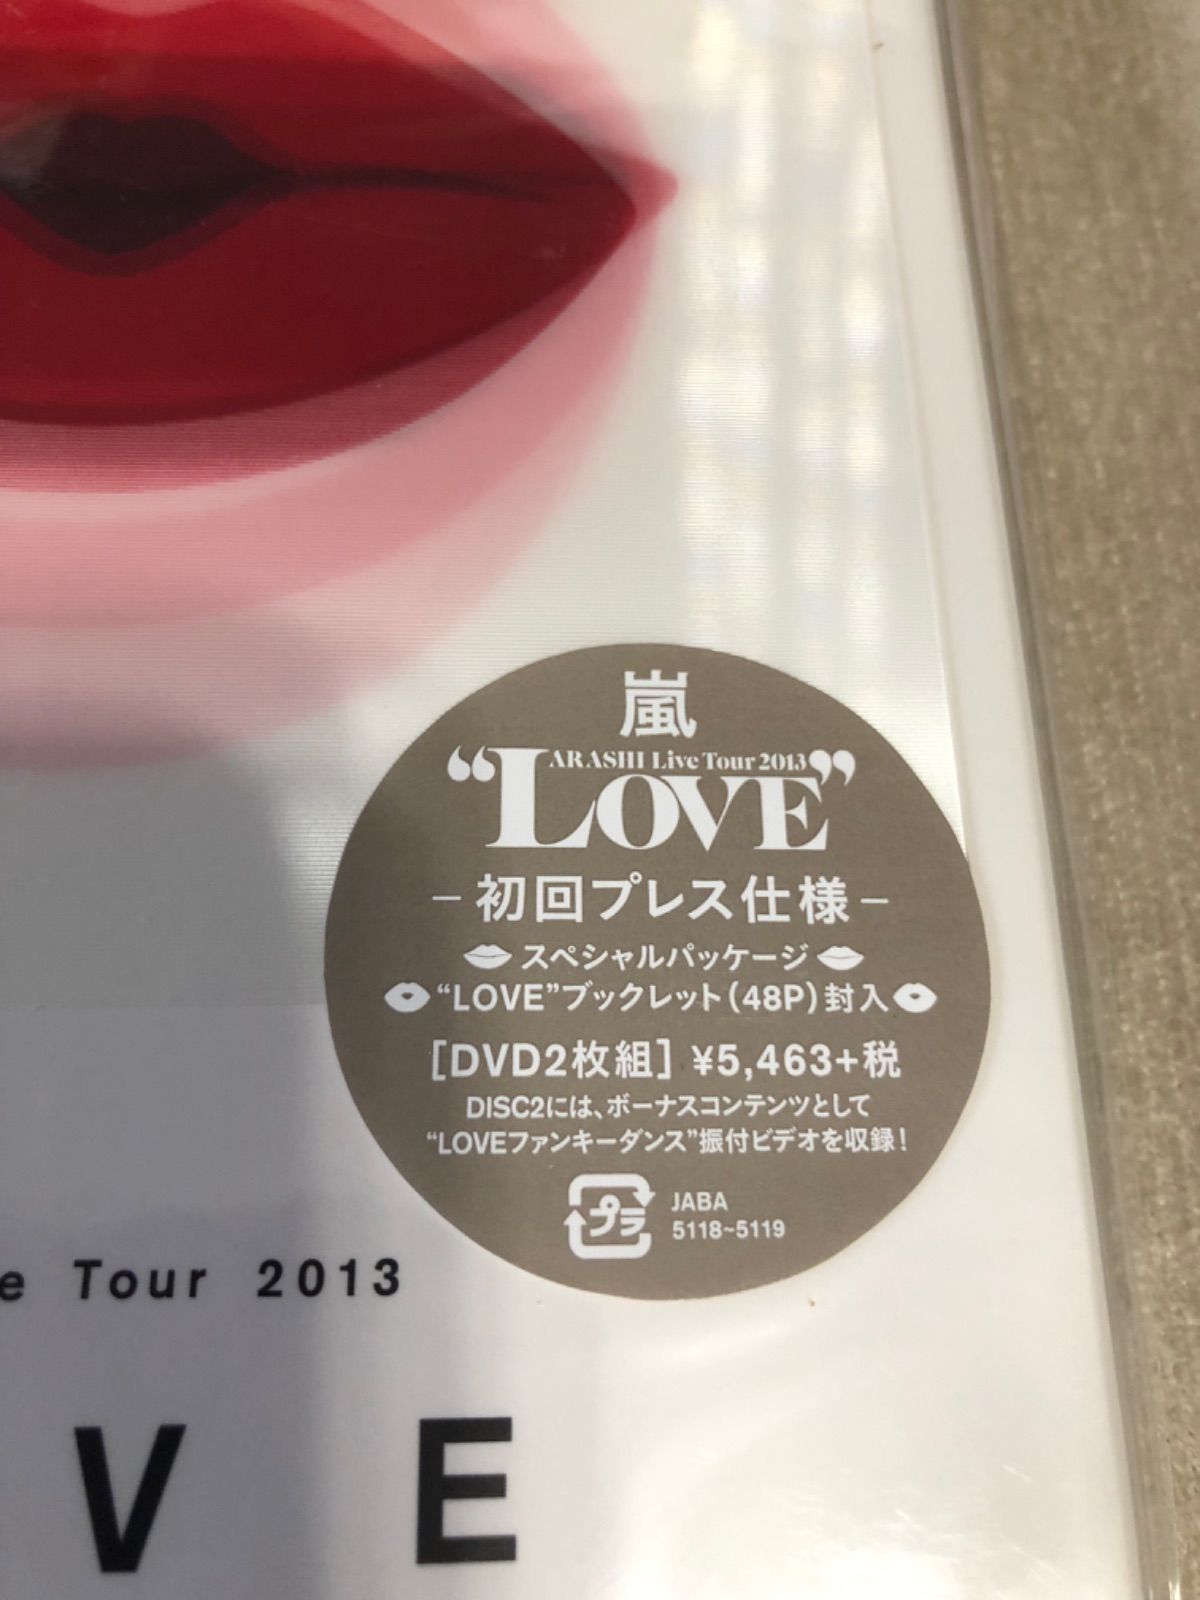 嵐
ARASHI Live Tour 2013
“LOVE”
-初回プレス仕様-
スペシャルパッケージ
“LOVE”ブックレット(48P)封入
[DVD2枚組] ¥5,463+税
DISC2には、ボーナスコンテンツとして
“LOVEファンキーダンス”振付ビデオを収録!
プラ
JABA
5118~5119
e Tour 2013
V E